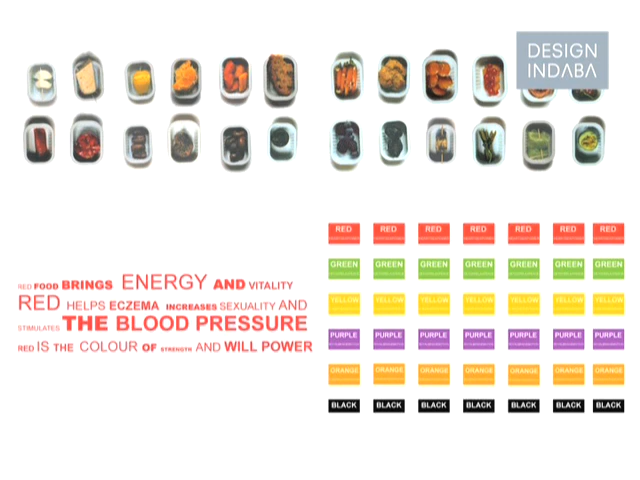 DESIGN
INDABA
RED FOOD BRINGS ENERGY AND VITALITY
RED HELPS ECZEMA INCREASES SEXUALITY AND
STIMULATES THE BLOOD PRESSURE
RED IS THE COLOUR OF STRENGTH AND WILL POWER
RED RED RED RED RED RED RED
GREEN GREEN GREEN GREEN GREEN GREEN GREEN
YELLOW YELLOW YELLOW YELLOW YELLOW YELLOW YELLOW
PURPLE PURPLE PURPLE PURPLE PURPLE PURPLE PURPLE
ORANGE ORANGE ORANGE ORANGE ORANGE ORANGE ORANGE
BLACK BLACK BLACK BLACK BLACK BLACK BLACK